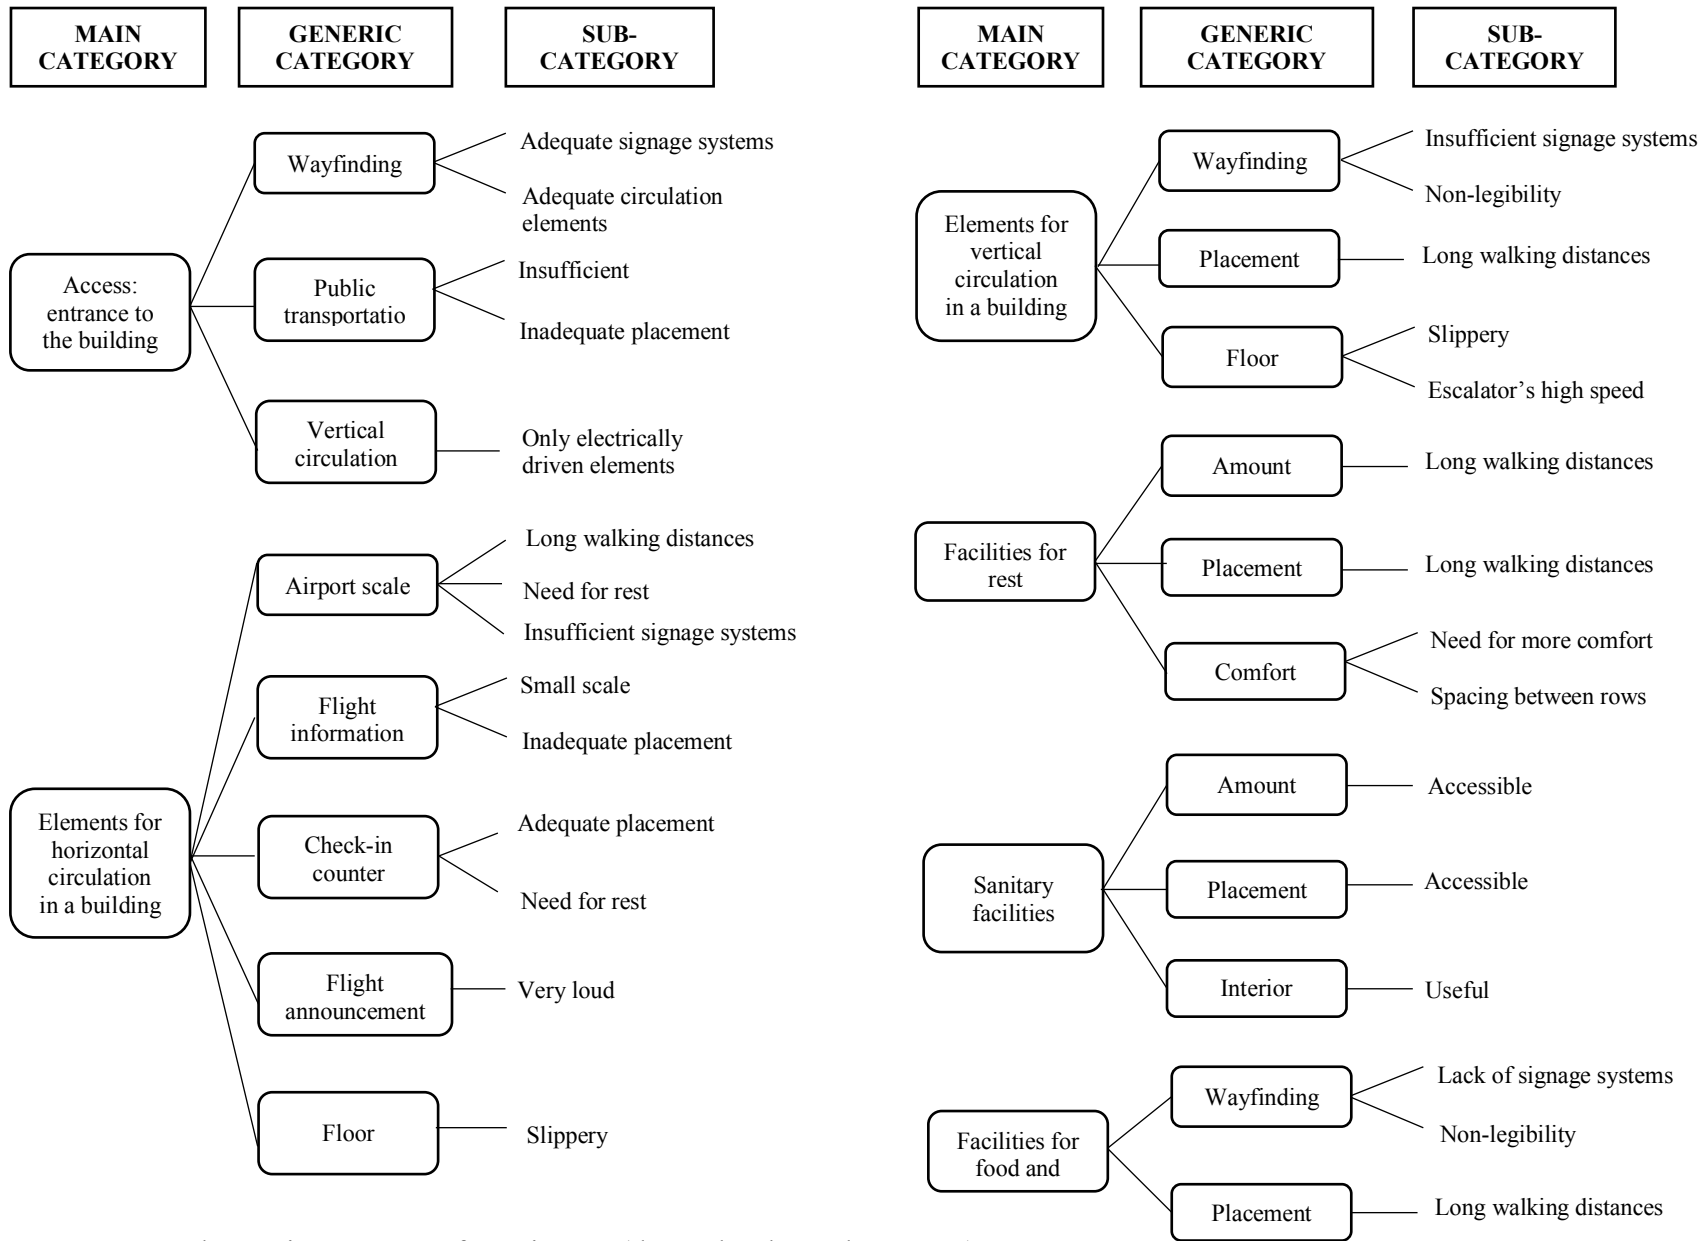 MAIN
CATEGORY
GENERIC
CATEGORY
SUB-
CATEGORY
Access:
entrance to
the building
Wayfinding
Adequate signage systems
Adequate circulation
elements
Public
transportatio
Insufficient
Inadequate placement
Vertical
circulation
Only electrically
driven elements
Elements for
horizontal
circulation
in a building
Airport scale
Long walking distances
Need for rest
Insufficient signage systems
Flight
information
Small scale
Inadequate placement
Check-in
counter
Adequate placement
Need for rest
Flight
announcement
Very loud
Floor
Slippery
MAIN
CATEGORY
GENERIC
CATEGORY
SUB-
CATEGORY
Elements for
vertical
circulation
in a building
Wayfinding
Insufficient signage systems
Non-legibility
Placement
Long walking distances
Floor
Slippery
Escalator’s high speed
Facilities for
rest
Amount
Long walking distances
Placement
Long walking distances
Comfort
Need for more comfort
Spacing between rows
Sanitary
facilities
Amount
Accessible
Placement
Accessible
Interior
Useful
Facilities for
food and
Wayfinding
Lack of signage systems
Non-legibility
Placement
Long walking distances